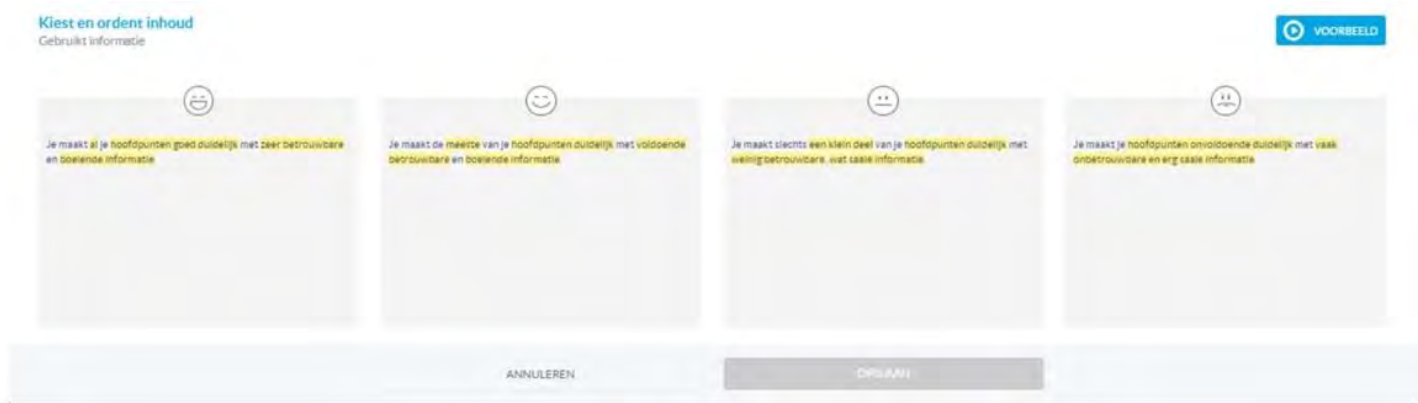 Kiest en ordent inhoud
Gebruikt informatie
VOORBEELD
Je maakt al je hoofdpunten goed duidelijk met zeer betrouwbare
en boeiende informatie.
Je maakt de meeste van je hoofdpunten duidelijk met voldoende
betrouwbare en boeiende informatie.
Je maakt slechts een klein deel van je hoofdpunten duidelijk met
weinig betrouwbare, wat saaie informatie.
Je maakt je hoofdpunten onvoldoende duidelijk met vaak
onbetrouwbare en erg saaie informatie.
ANNULEREN
OPSLAAN